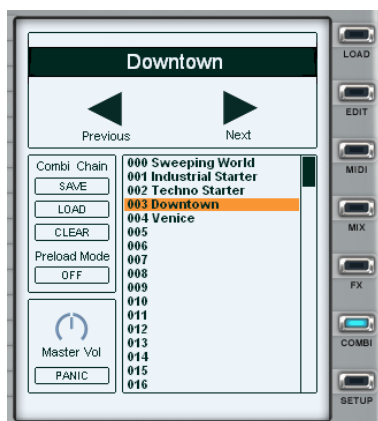 Downtown
Previous
Next
Combi Chain
SAVE
LOAD
CLEAR
Preload Mode
OFF
Master Vol
PANIC
000 Sweeping World
001 Industrial Starter
002 Techno Starter
003 Downtown
004 Venice
005
006
007
008
009
010
011
012
013
014
015
016
LOAD
EDIT
MIDI
MIX
FX
COMBI
SETUP